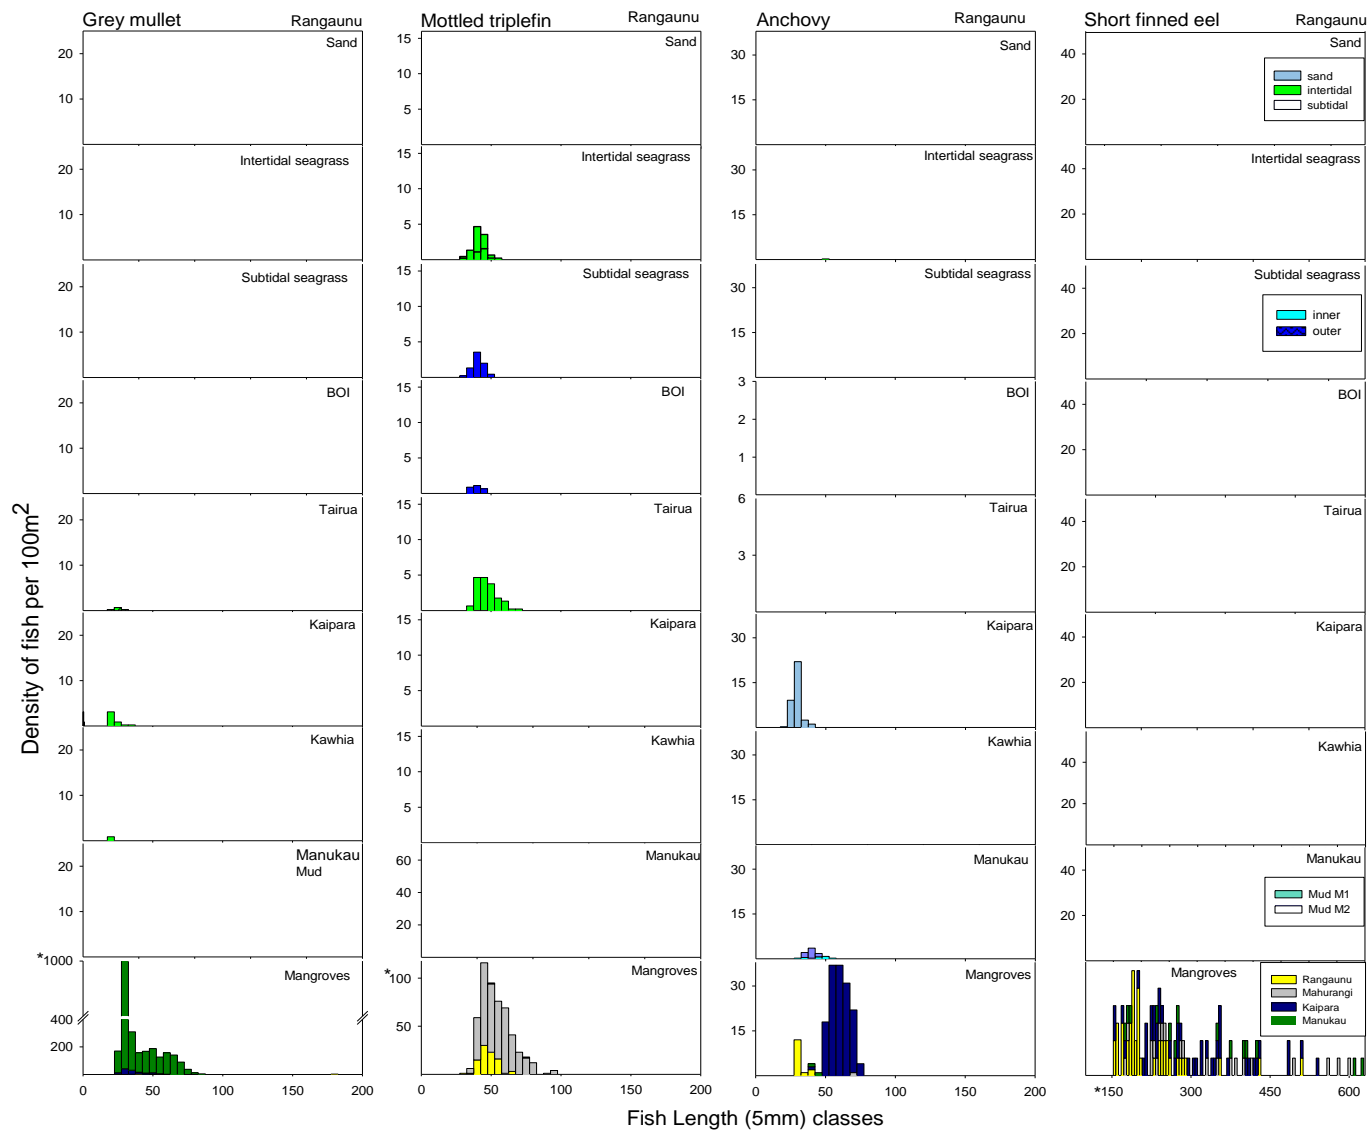 Grey mullet Rangaunu Mottled triplefin Rangaunu Anchovy Rangaunu Short finned eel Rangaunu
20 Sand 15 Sand 30 Sand 40 Sand
10 10 5 15 20
sand
intertidal
subtidal
20 Intertidal seagrass 15 Intertidal seagrass 30 Intertidal seagrass 40 Intertidal seagrass
10 10 5 15 20
20 Subtidal seagrass 15 Subtidal seagrass 30 Subtidal seagrass 40 Subtidal seagrass
10 10 5 15 20
inner
outer
20 BOI 15 BOI 3 BOI 40 BOI
10 10 5 2 1 20
20 Tairua 15 Tairua 6 Tairua 40 Tairua
10 10 5 3 20
20 Kaipara 15 Kaipara 30 Kaipara 40 Kaipara
10 10 5 15 20
20 Kawhia 15 Kawhia 30 Kawhia 40 Kawhia
10 10 5 15 20
20 Manukau 60 Manukau 30 Manukau 40 Manukau
Mud
10 40 20 15 20
Mud M1
Mud M2
*1000 Mangroves *100 Mangroves 30 Mangroves Mangroves
400 200 50 15
Rangaunu
Mahurangi
Kaipara
Manukau
0 50 100 150 200 0 50 100 150 200 0 50 100 150 200 *150 300 450 600
Density of fish per 100m2
Fish Length (5mm) classes